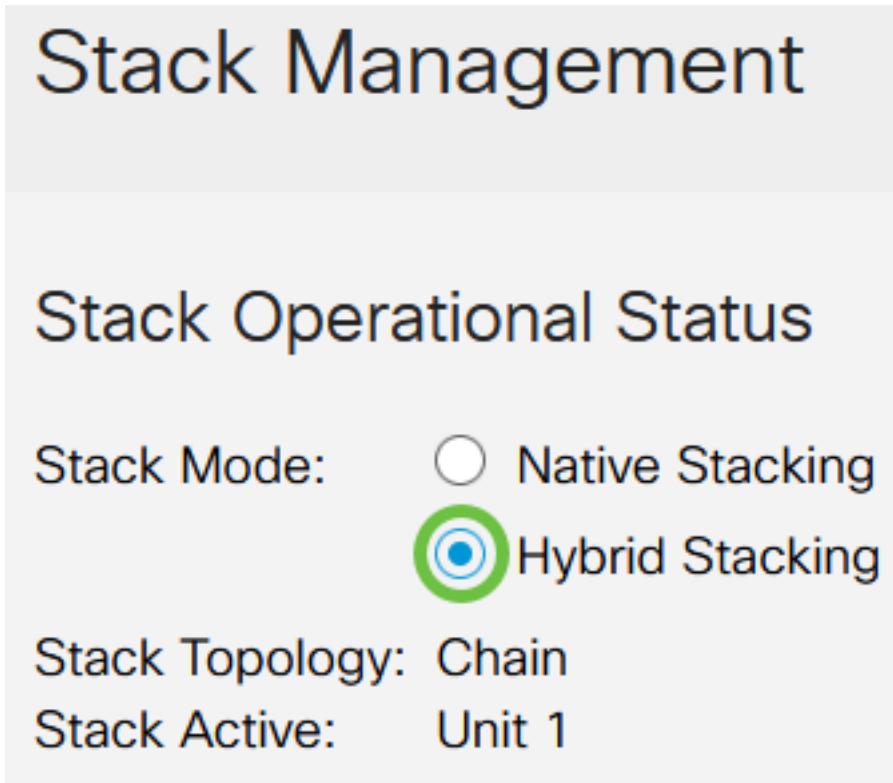 Stack Management
Stack Operational Status
Stack Mode: Native Stacking
Hybrid Stacking
Stack Topology: Chain
Stack Active: Unit 1